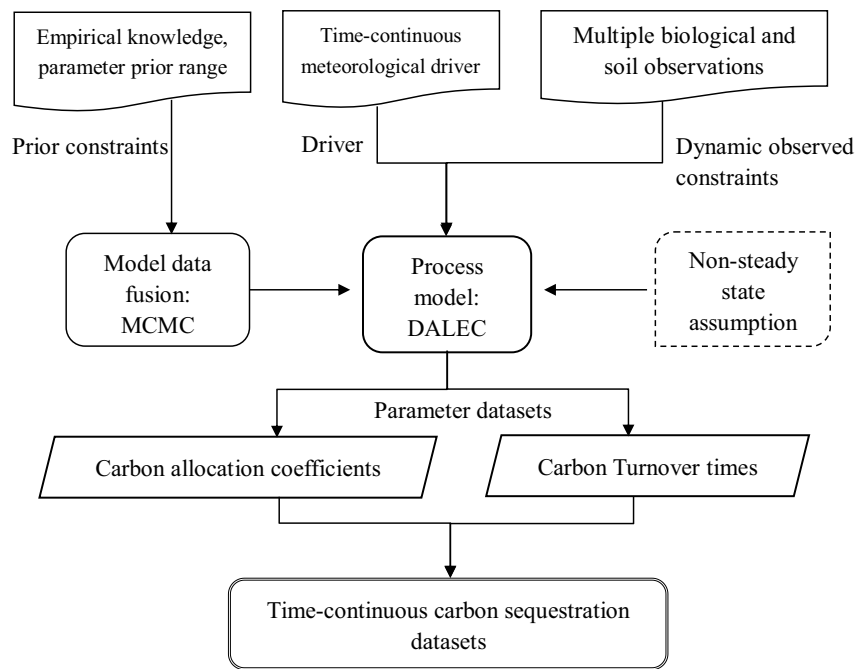 Empirical knowledge,
parameter prior range
Time-continuous
meteorological driver
Multiple biological and
soil observations
Prior constraints
Driver
Dynamic observed
constraints
Model data
fusion:
MCMC
Process
model:
DALEC
Non-steady
state
assumption
Parameter datasets
Carbon allocation coefficients
Carbon Turnover times
Time-continuous carbon sequestration
datasets